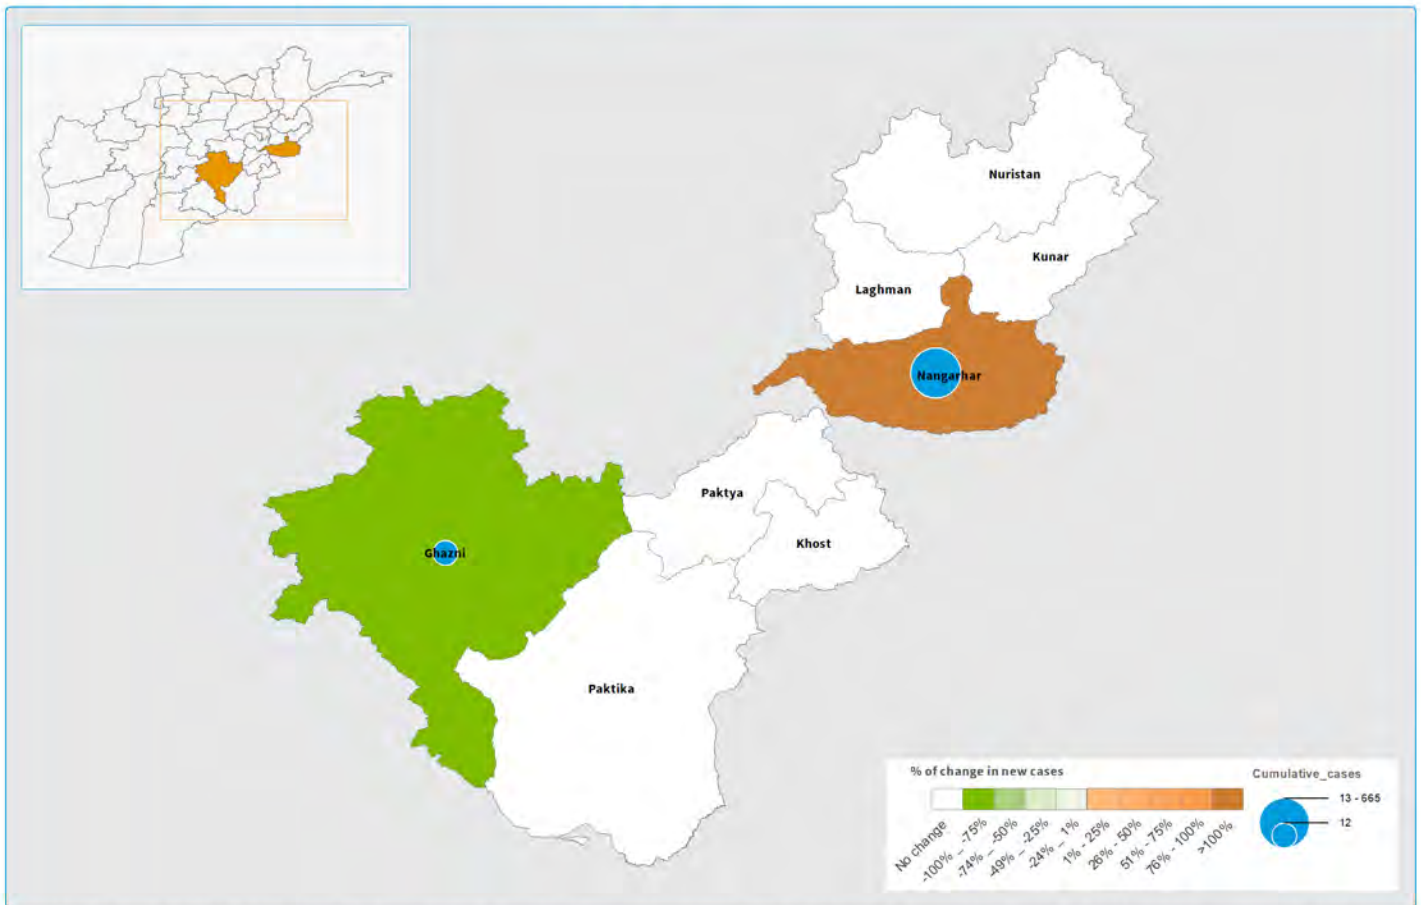 Nuristan
Kunar
Laghman
Nangarhar
Paktya
Khost
Ghazni
Paktika
% of change in new cases
No change
-100% – -75%
-74% – -50%
-49% – -25%
-24% – 1%
1% - 25%
26% - 50%
51% - 75%
76% - 100%
>100%
Cumulative_cases
13 - 665
12